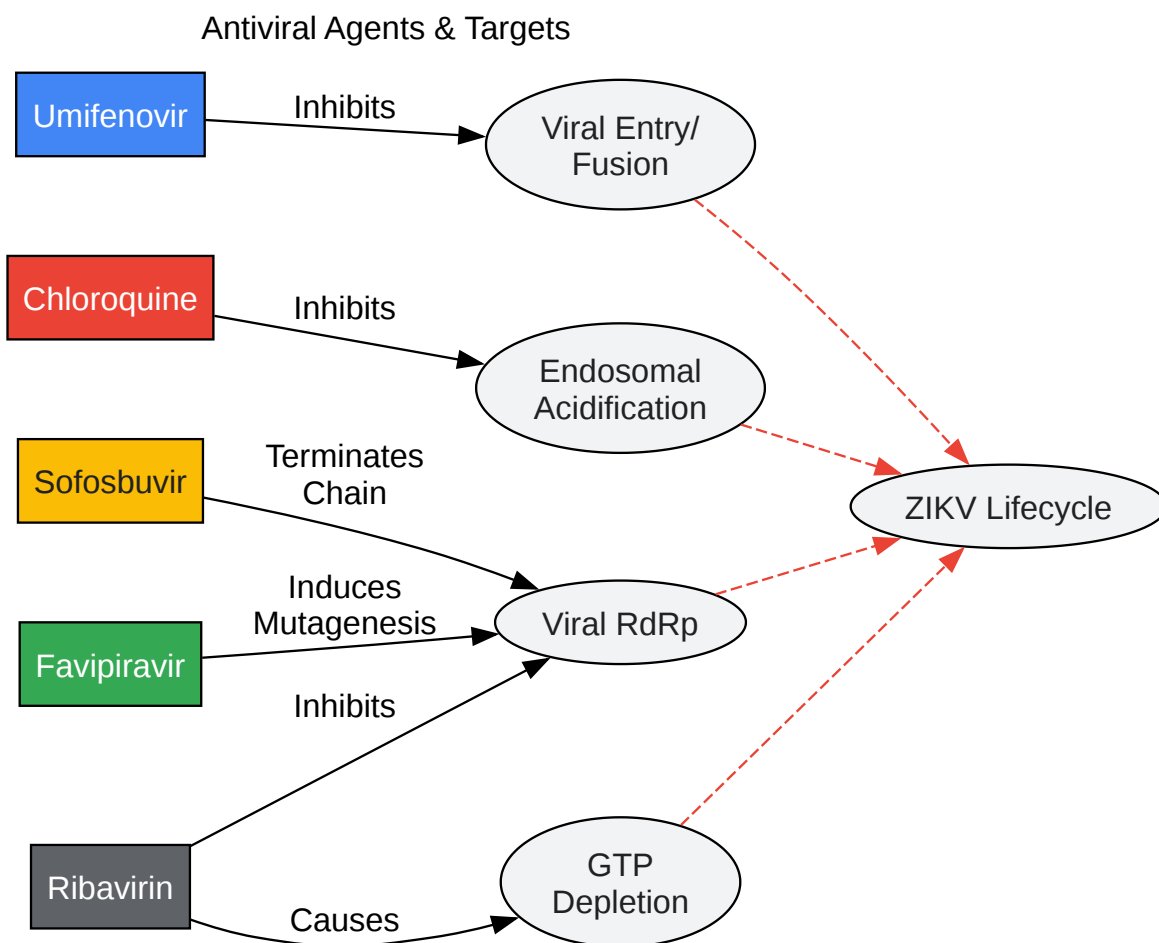 Antiviral Agents & Targets
Umifenovir
Inhibits
Viral Entry/
Fusion
Chloroquine
Inhibits
Endosomal
Acidification
Sofosbuvir
Terminates
Chain
ZIKV Lifecycle
Favipiravir
Induces
Mutagenesis
Viral RdRp
Inhibits
Ribavirin
Causes
GTP
Depletion